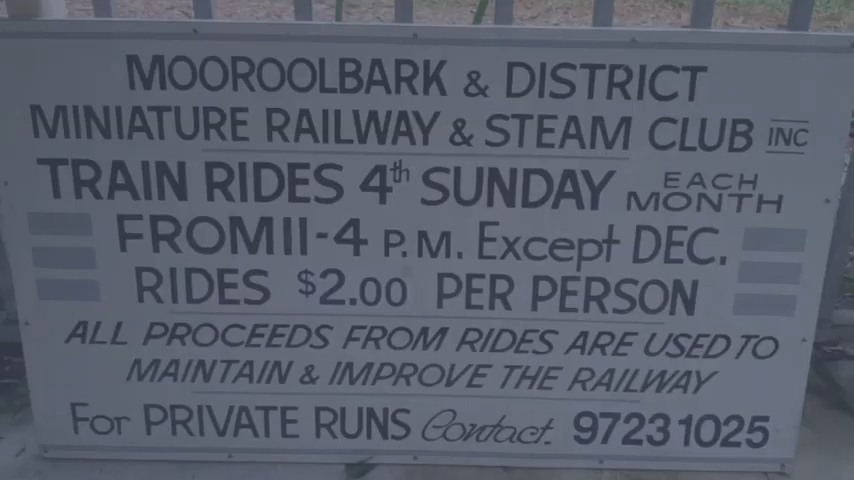 MOOROOLBARK & DISTRICT
MINIATURE RAILWAY & STEAM CLUB INC
TRAIN RIDES 4th SUNDAY EACH MONTH
FROM 11-4 P.M. Except DEC.
RIDES $2.00 PER PERSON
ALL PROCEEDS FROM RIDES ARE USED TO
MAINTAIN & IMPROVE THE RAILWAY
For PRIVATE RUNS Contact. 97231025